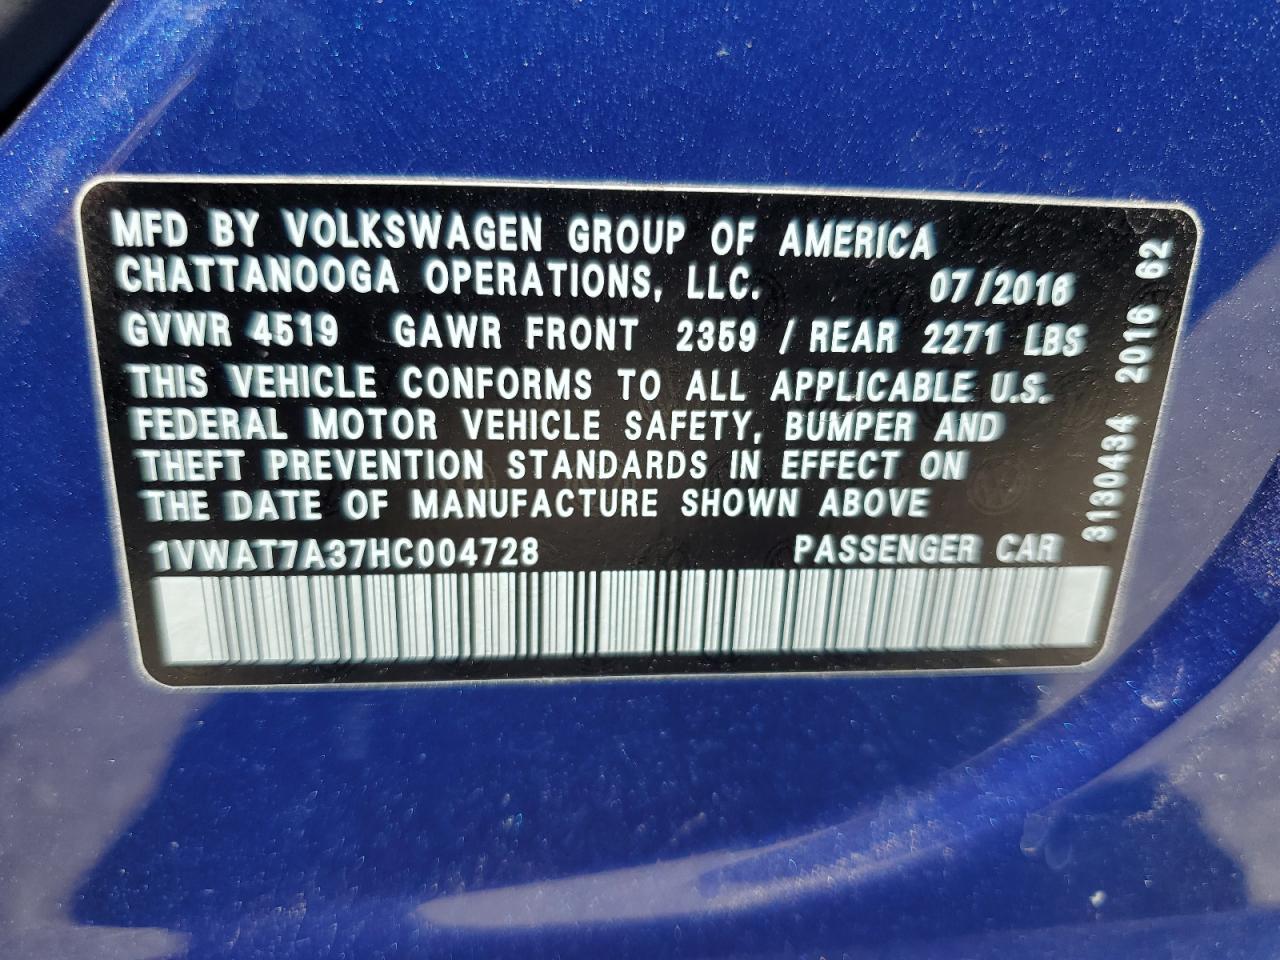 MFD BY VOLKSWAGEN GROUP OF AMERICA
CHATTANOOGA OPERATIONS, LLC. 07/2016
GVWR 4519 GAWR FRONT 2359 / REAR 2271 LBS
THIS VEHICLE CONFORMS TO ALL APPLICABLE U.S.
FEDERAL MOTOR VEHICLE SAFETY, BUMPER AND
THEFT PREVENTION STANDARDS IN EFFECT ON
THE DATE OF MANUFACTURE SHOWN ABOVE
1VWAT7A37HC004728 PASSENGER CAR
3130434 2016 62